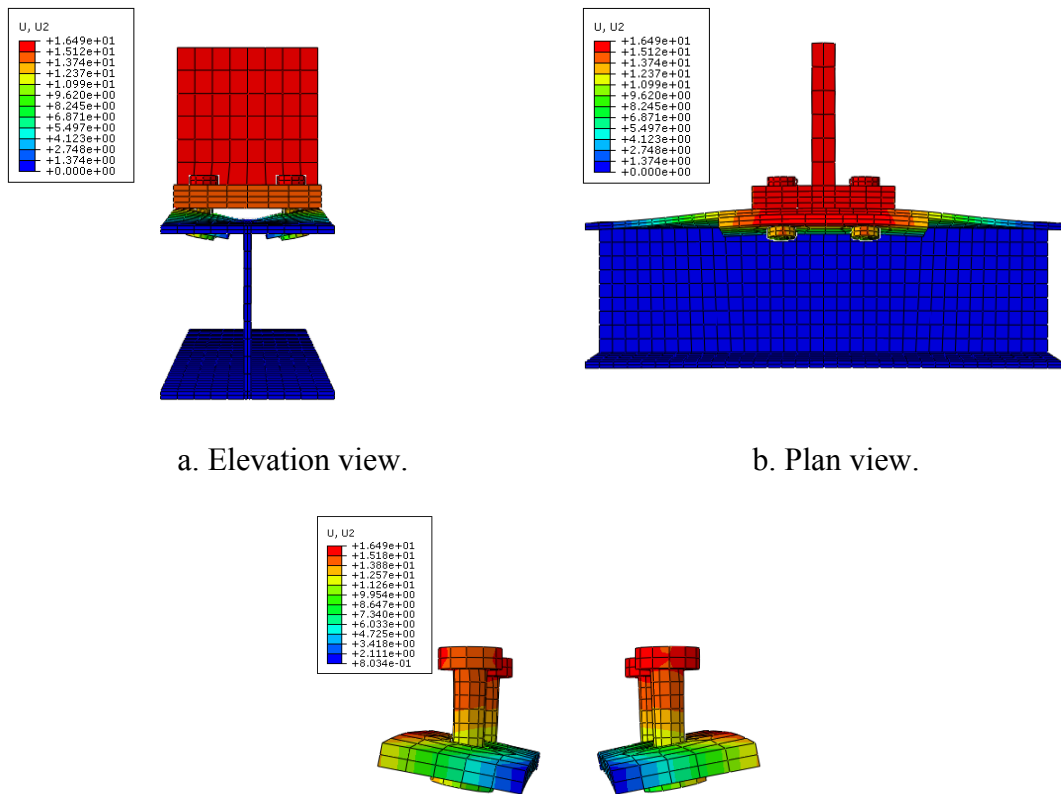 U, U2
+1.649e+01
+1.512e+01
+1.374e+01
+1.237e+01
+1.099e+01
+9.620e+00
+8.245e+00
+6.871e+00
+5.497e+00
+4.123e+00
+2.748e+00
+1.374e+00
+0.000e+00
U, U2
+1.649e+01
+1.512e+01
+1.374e+01
+1.237e+01
+1.099e+01
+9.620e+00
+8.245e+00
+6.871e+00
+5.497e+00
+4.123e+00
+2.748e+00
+1.374e+00
+0.000e+00
a. Elevation view.
b. Plan view.
U, U2
+1.649e+01
+1.518e+01
+1.388e+01
+1.257e+01
+1.126e+01
+9.954e+00
+8.647e+00
+7.340e+00
+6.033e+00
+4.725e+00
+3.418e+00
+2.111e+00
+8.034e-01